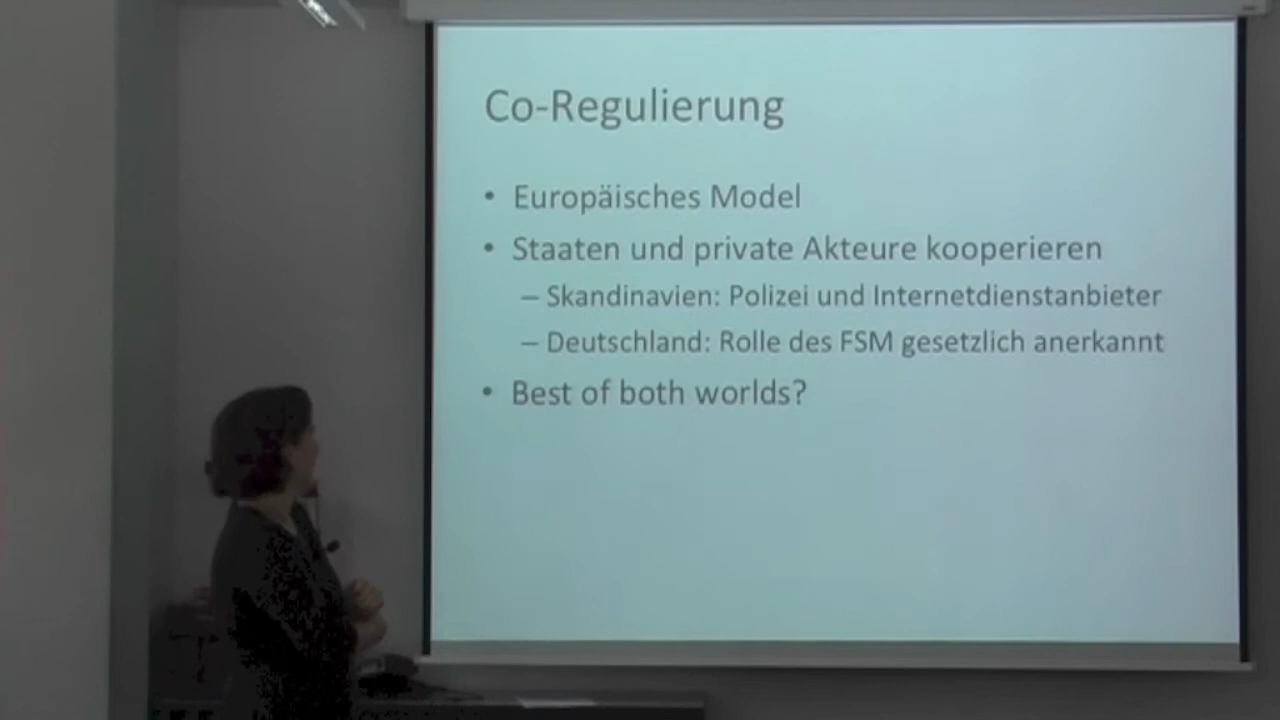 Co-Regulierung
• Europäisches Model
• Staaten und private Akteure kooperieren
– Skandinavien: Polizei und Internetdienstanbieter
– Deutschland: Rolle des FSM gesetzlich anerkannt
• Best of both worlds?